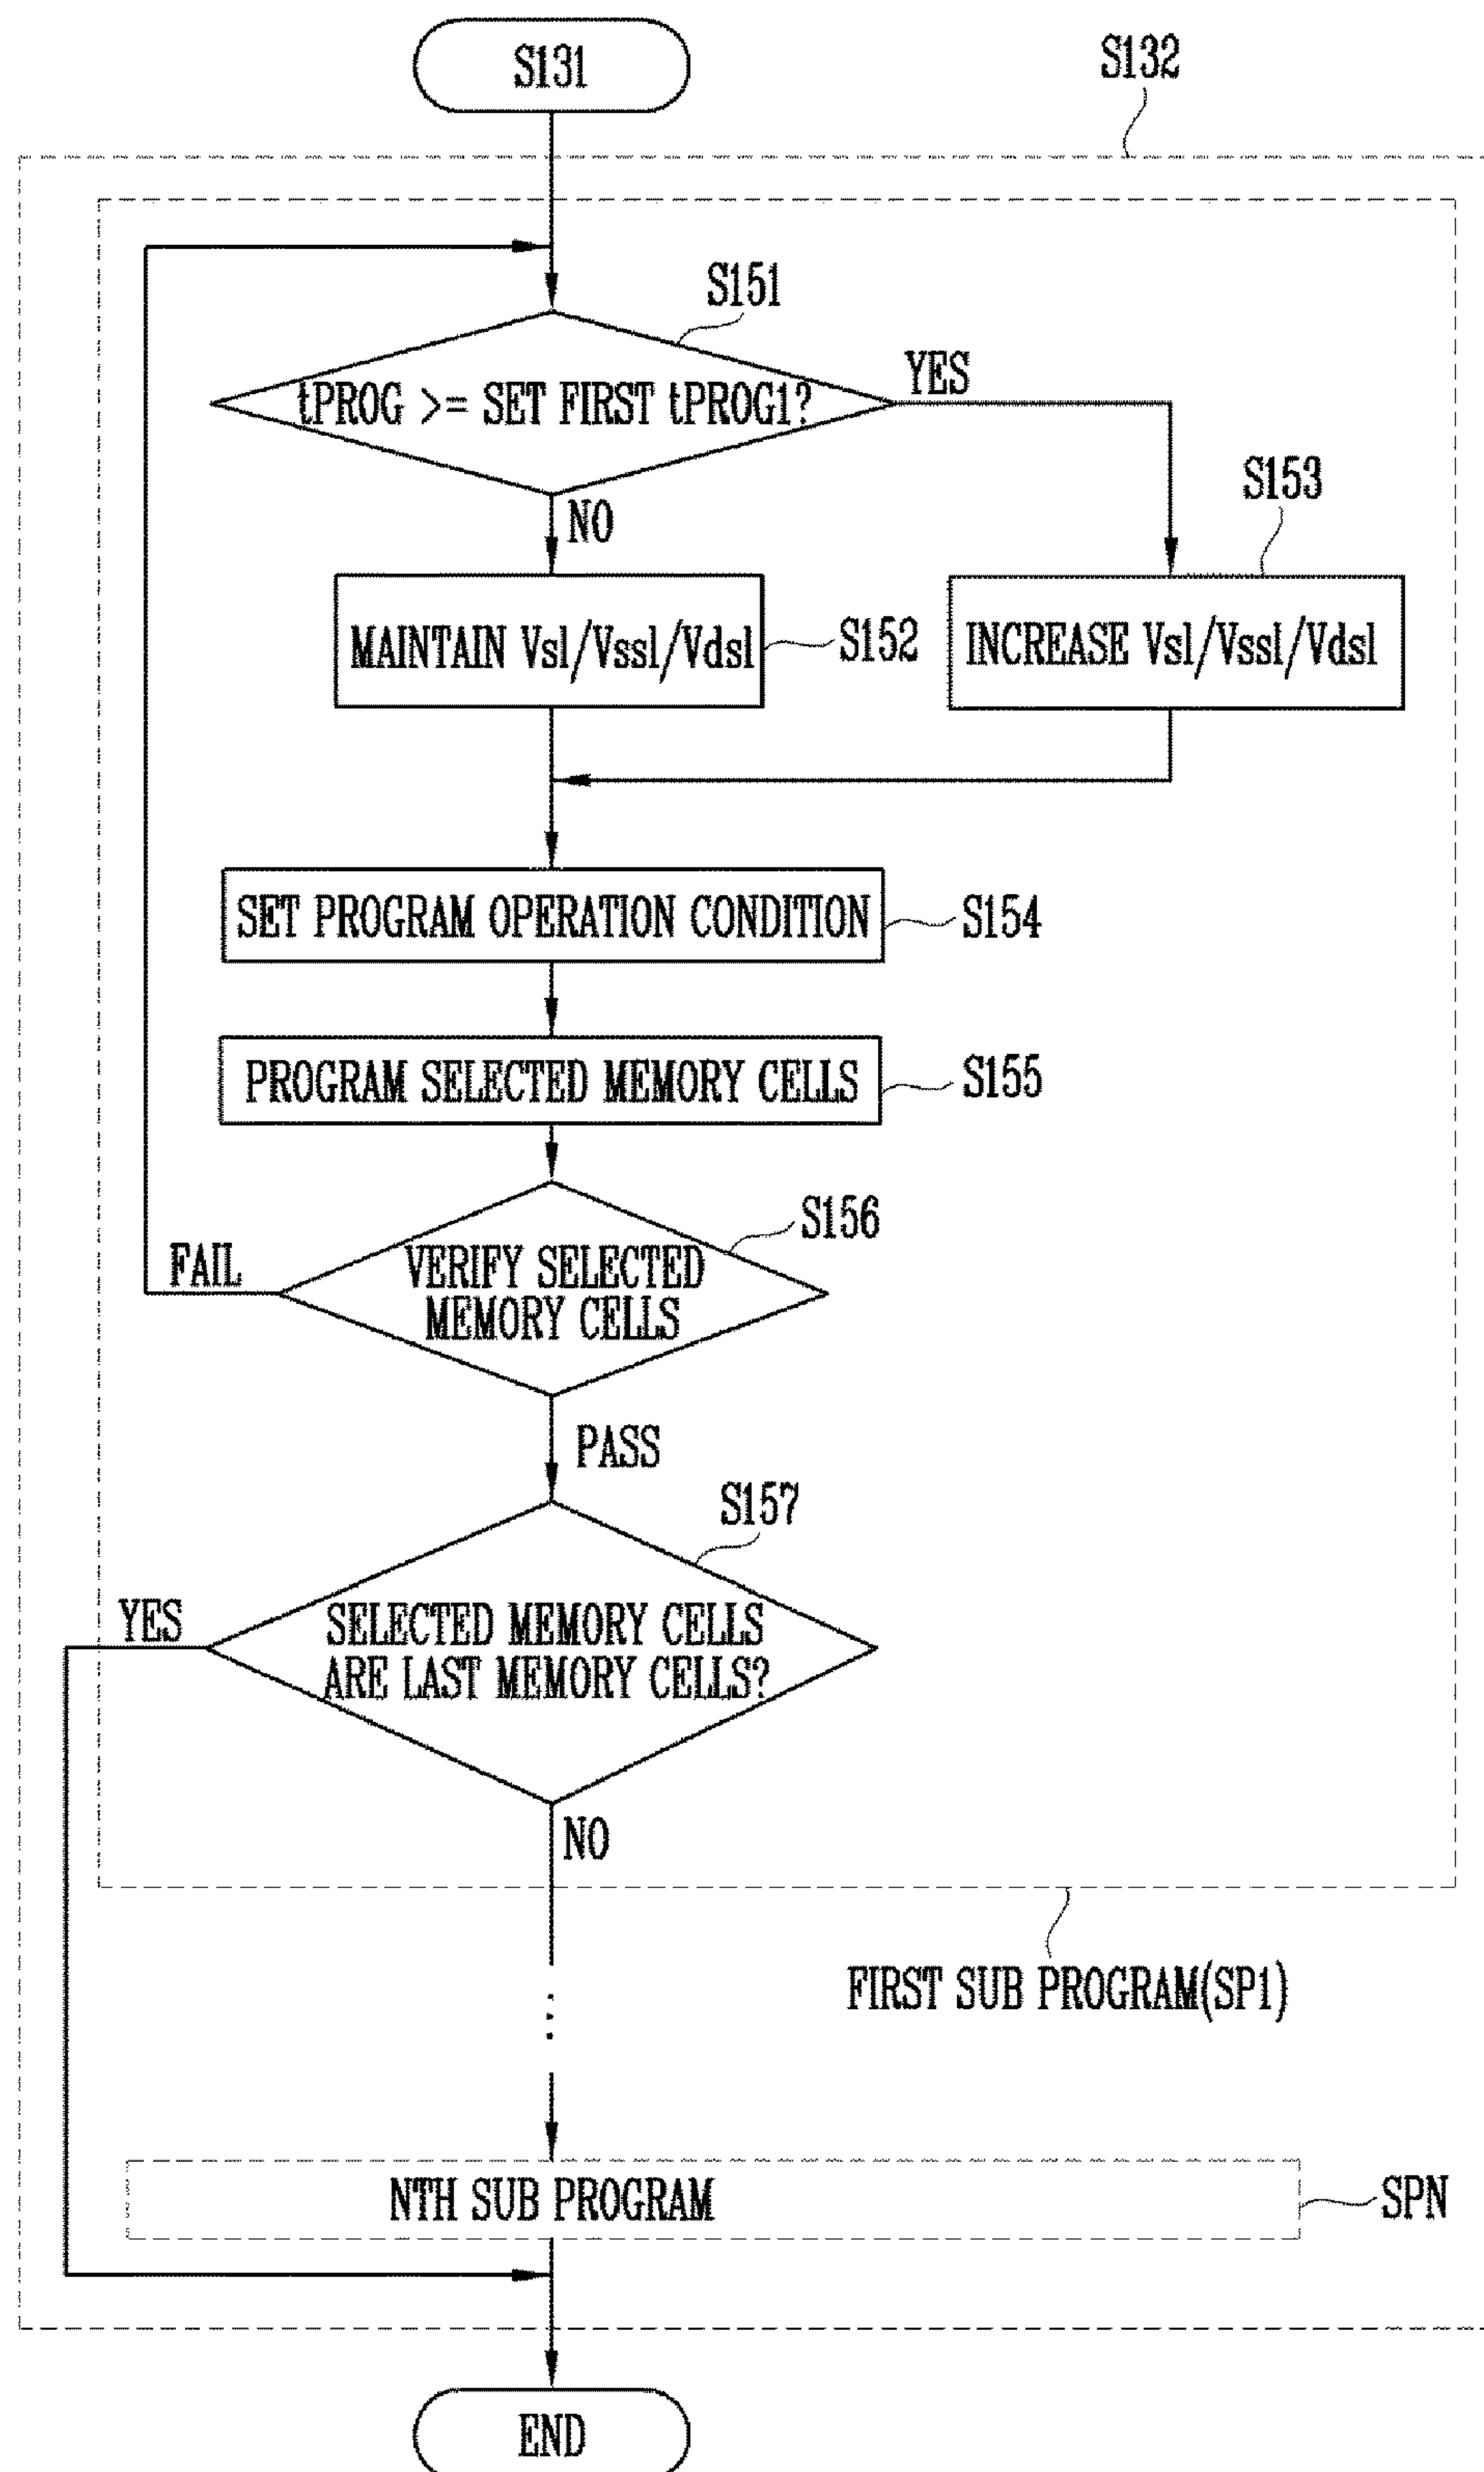 S131
S132
S151
tPROG >= SET FIRST tPROG1?
YES
S153
NO
MAINTAIN Vsl/Vssl/Vdsl
S152
INCREASE Vsl/Vssl/Vdsl
SET PROGRAM OPERATION CONDITION
S154
PROGRAM SELECTED MEMORY CELLS
S155
S156
FAIL
VERIFY SELECTED
MEMORY CELLS
PASS
S157
YES
SELECTED MEMORY CELLS
ARE LAST MEMORY CELLS?
NO
FIRST SUB PROGRAM(SP1)
NTH SUB PROGRAM
SPN
END